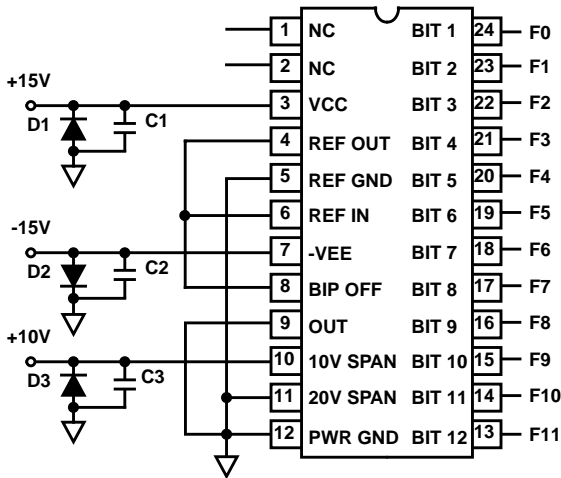 1 NC BIT 1 24 F0
2 NC BIT 2 23 F1
+15V
3 VCC BIT 3 22 F2
D1 C1
4 REF OUT BIT 4 21 F3
5 REF GND BIT 5 20 F4
6 REF IN BIT 6 19 F5
-15V
7 -VEE BIT 7 18 F6
D2 C2
8 BIP OFF BIT 8 17 F7
9 OUT BIT 9 16 F8
+10V
10 10V SPAN BIT 10 15 F9
D3 C3
11 20V SPAN BIT 11 14 F10
12 PWR GND BIT 12 13 F11